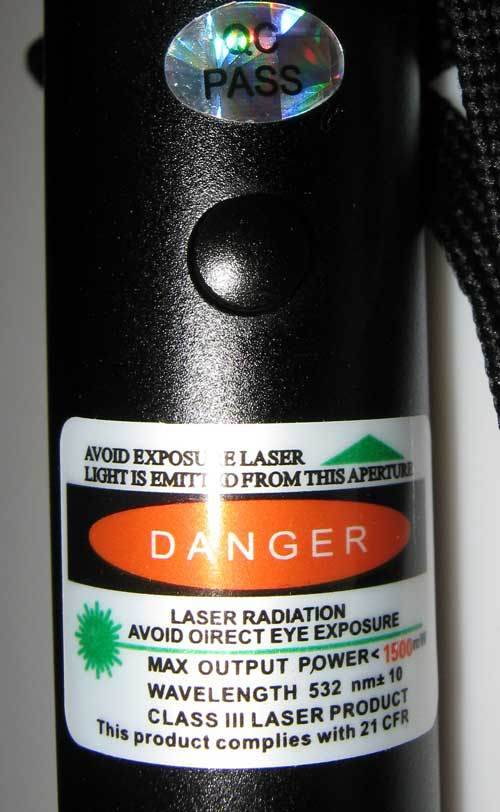 QC
PASS
AVOID EXPOSURE LASER
LIGHT IS EMITTED FROM THIS APERTURE
DANGER
LASER RADIATION
AVOID OIRECT EYE EXPOSURE
MAX OUTPUT POWER< 1500mW
WAVELENGTH 532 nm± 10
CLASS III LASER PRODUCT
This product complies with 21 CFR